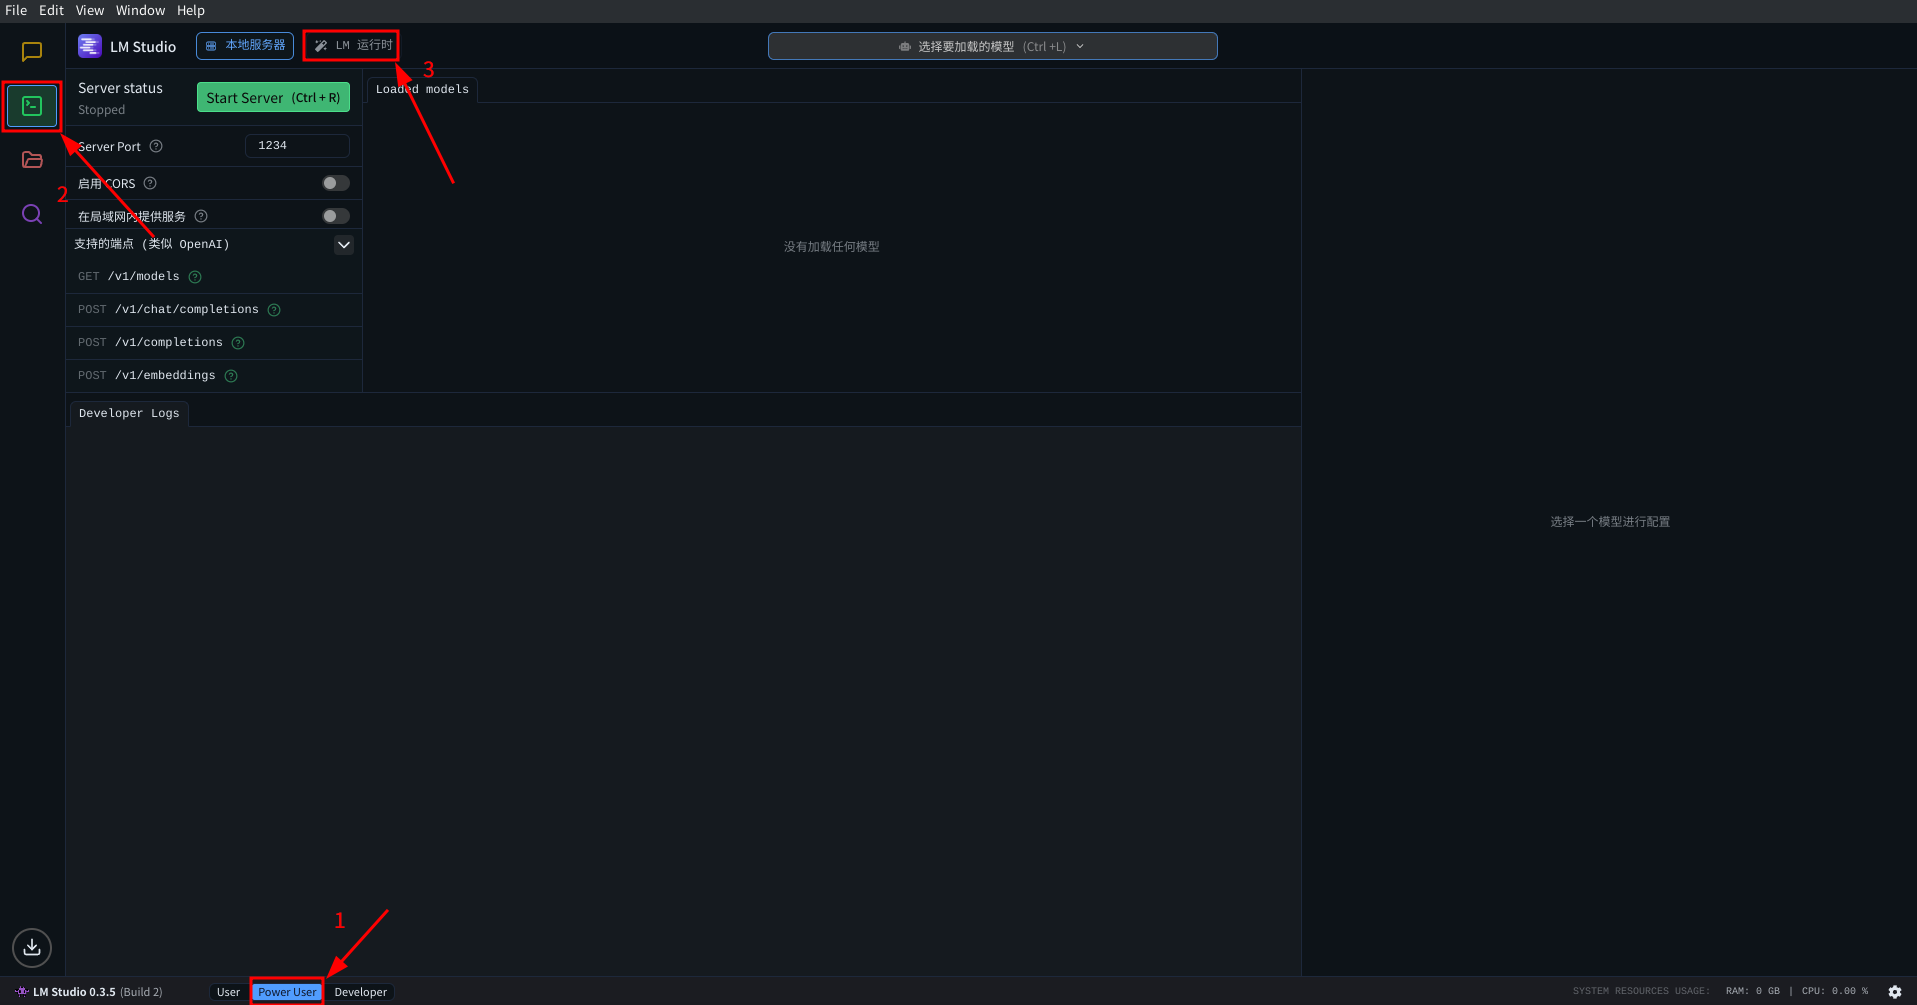 File Edit View Window Help
LM Studio 本地服务器 LM 运行时 选择要加载的模型 (Ctrl +L)
3
Server status
Stopped
Start Server (Ctrl + R)
Loaded models
Server Port 1234
启用 CORS
2
在局域网内提供服务
支持的端点 (类似 OpenAI)
GET /v1/models
POST /v1/chat/completions
POST /v1/completions
POST /v1/embeddings
没有加载任何模型
Developer Logs
选择一个模型进行配置
1
LM Studio 0.3.5 (Build 2) User Power User Developer SYSTEM RESOURCES USAGE: RAM: 0 GB | CPU: 0.00 %